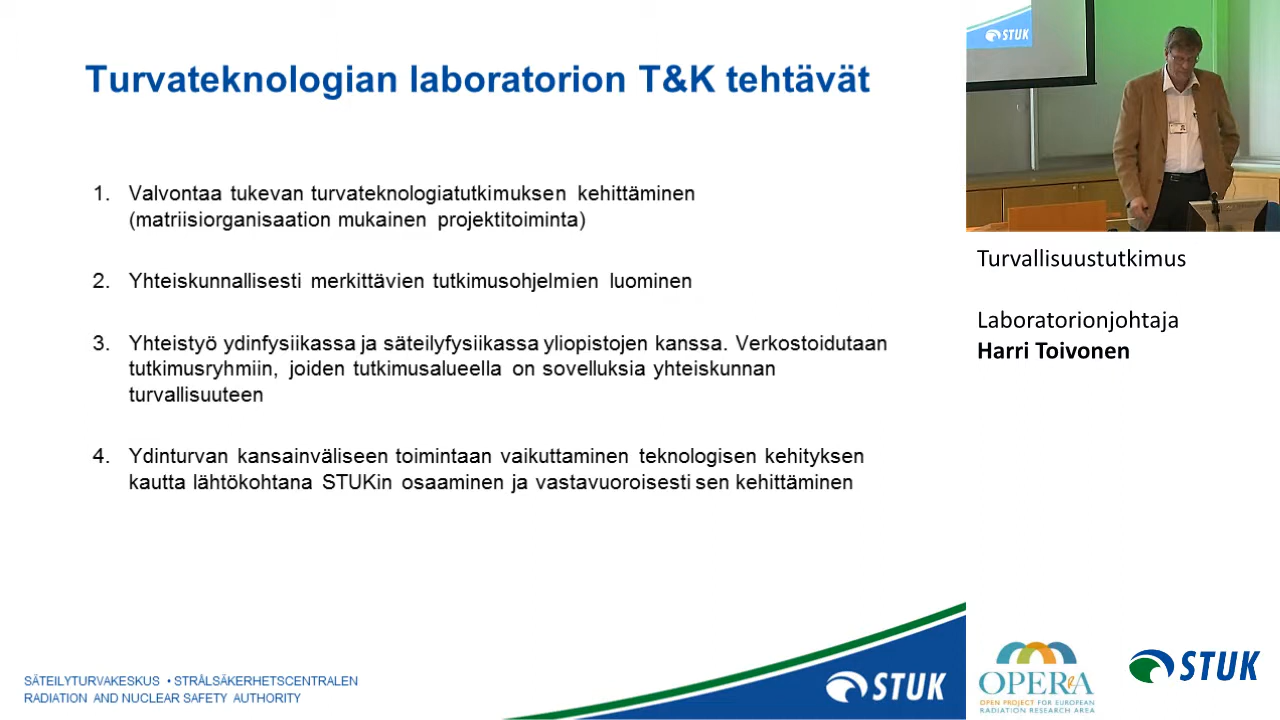 Turvateknologian laboratorion T&K tehtävät
1. Valvontaa tukevan turvateknologiatutkimuksen kehittäminen
(matriisiorganisaation mukainen projektitoiminta)
2. Yhteiskunnallisesti merkittävien tutkimusohjelmien luominen
3. Yhteistyö ydinfysiikassa ja säteilyfysiikassa yliopistojen kanssa. Verkostoidutaan
tutkimusryhmiin, joiden tutkimusalueella on sovelluksia yhteiskunnan
turvallisuuteen
4. Ydinturvan kansainväliseen toimintaan vaikuttaminen teknologisen kehityksen
kautta lähtökohtana STUKin osaaminen ja vastavuoroisesti sen kehittäminen
SÄTEILYTURVAKESKUS • STRÅLSÄKERHETSCENTRALEN
RADIATION AND NUCLEAR SAFETY AUTHORITY
STUK
STUK
Turvallisuustutkimus
Laboratorionjohtaja
Harri Toivonen
OPERRA
OPEN PROJECT FOR EUROPEAN
RADIATION RESEARCH AREA
STUK